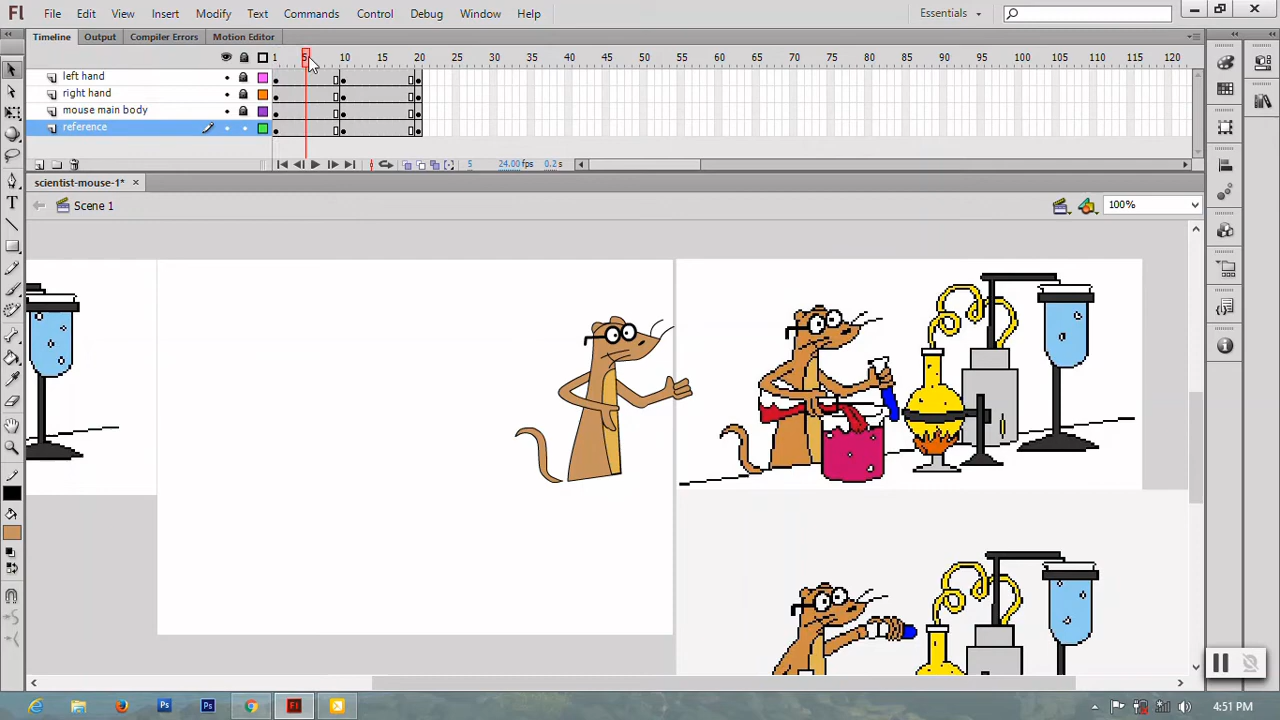 Fl File Edit View Insert Modify Text Commands Control Debug Window Help Essentials
Timeline Output Compiler Errors Motion Editor
1 5 10 15 20 25 30 35 40 45 50 55 60 65 70 75 80 85 90 95 100 105 110 115 120
left hand
right hand
mouse main body
reference
5 24.00 fps 0.2 s
scientist-mouse-1* ×
Scene 1 100%
T
Ps Ps Fl 4:51 PM